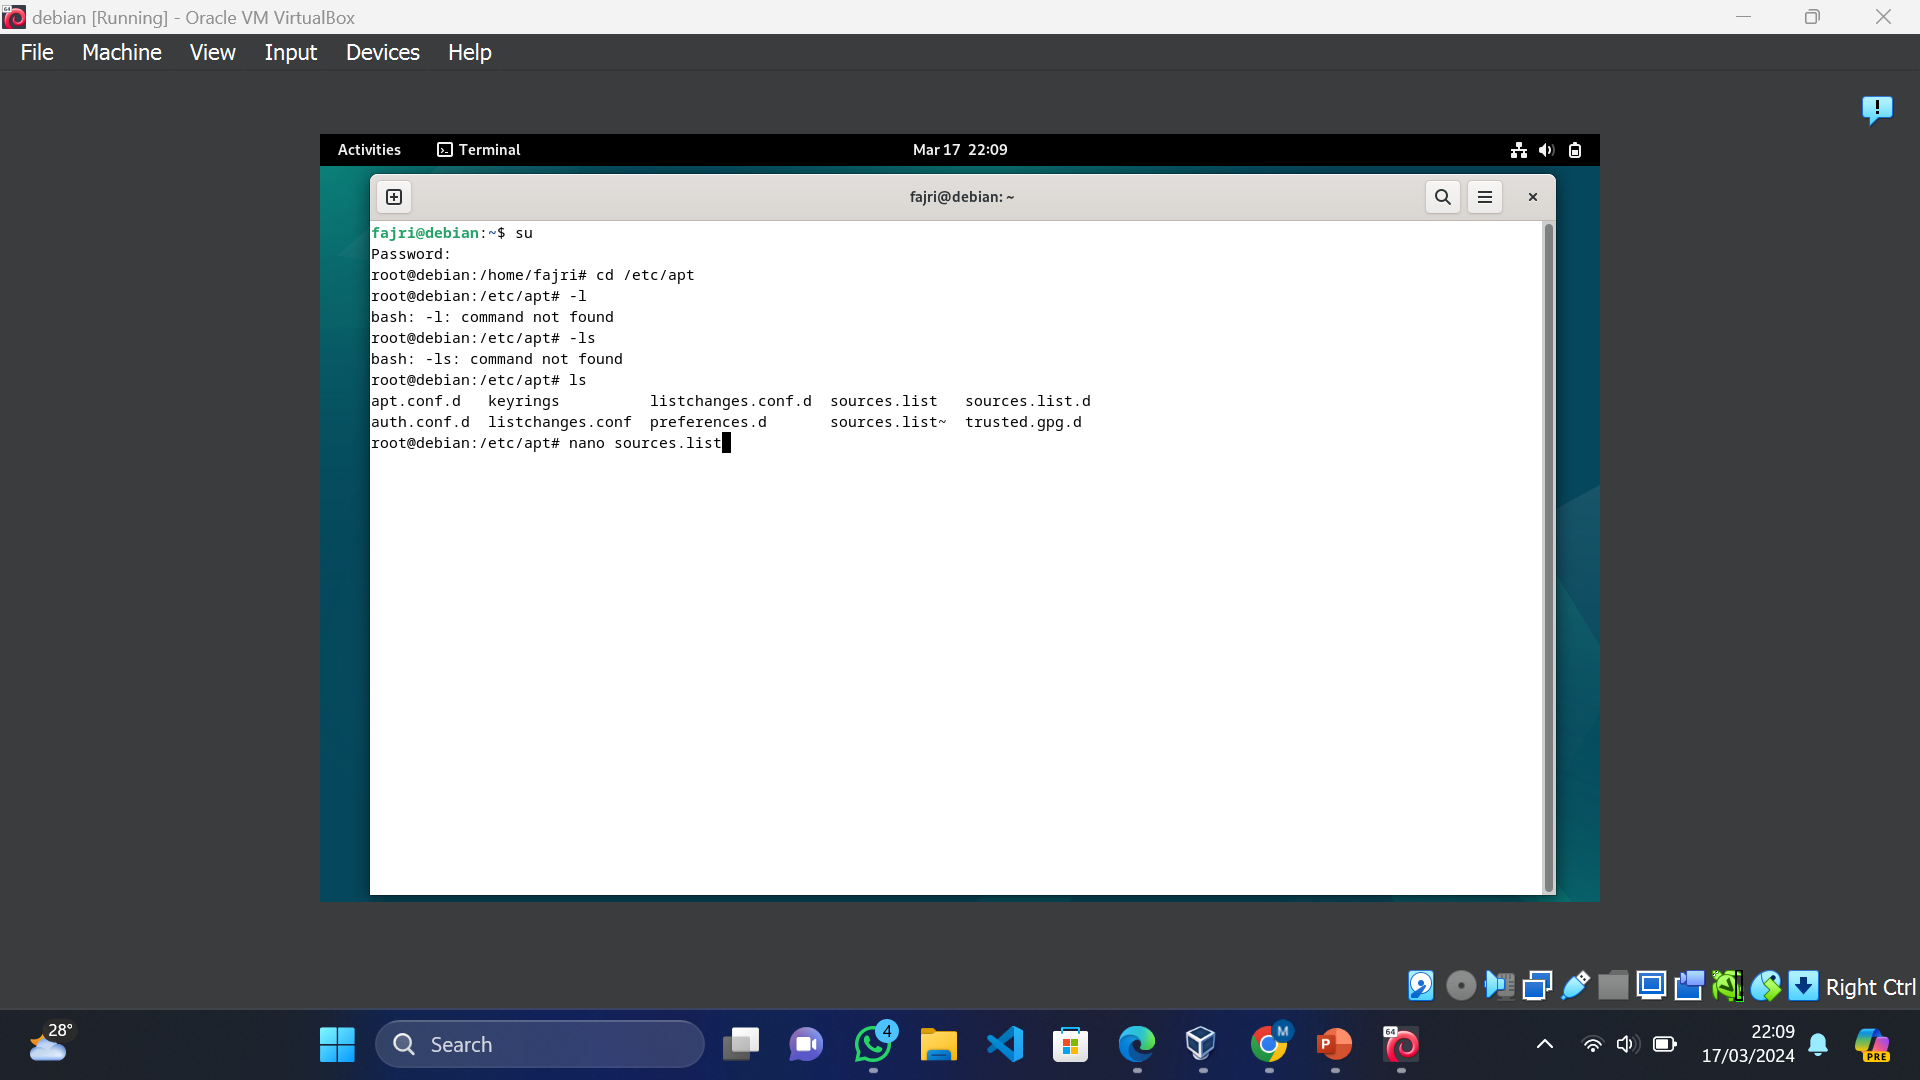 debian [Running] - Oracle VM VirtualBox
File Machine View Input Devices Help
Activities Terminal Mar 17 22:09
fajri@debian: ~
fajri@debian:~$ su
Password:
root@debian:/home/fajri# cd /etc/apt
root@debian:/etc/apt# -l
bash: -l: command not found
root@debian:/etc/apt# -ls
bash: -ls: command not found
root@debian:/etc/apt# ls
apt.conf.d keyrings listchanges.conf.d sources.list sources.list.d
auth.conf.d listchanges.conf preferences.d sources.list~ trusted.gpg.d
root@debian:/etc/apt# nano sources.list
Right Ctrl
28°
Search
4
M
P
64
22:09
17/03/2024
PRE